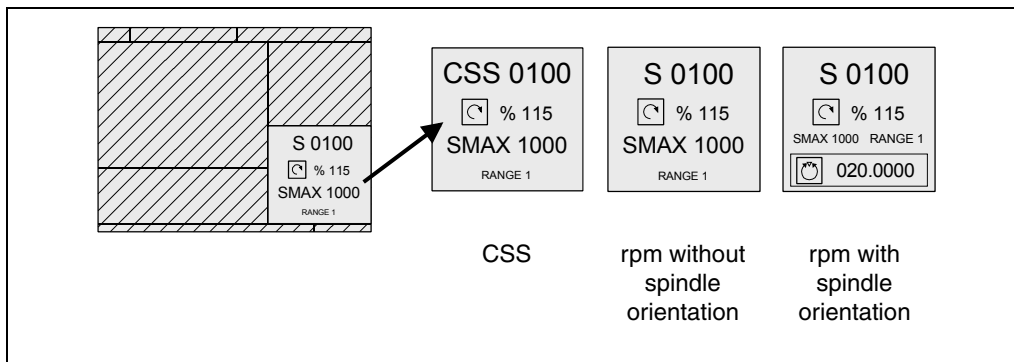 S 0100
% 115
SMAX 1000
RANGE 1
CSS 0100
% 115
SMAX 1000
RANGE 1
CSS
S 0100
% 115
SMAX 1000
RANGE 1
rpm without
spindle
orientation
S 0100
% 115
SMAX 1000 RANGE 1
020.0000
rpm with
spindle
orientation